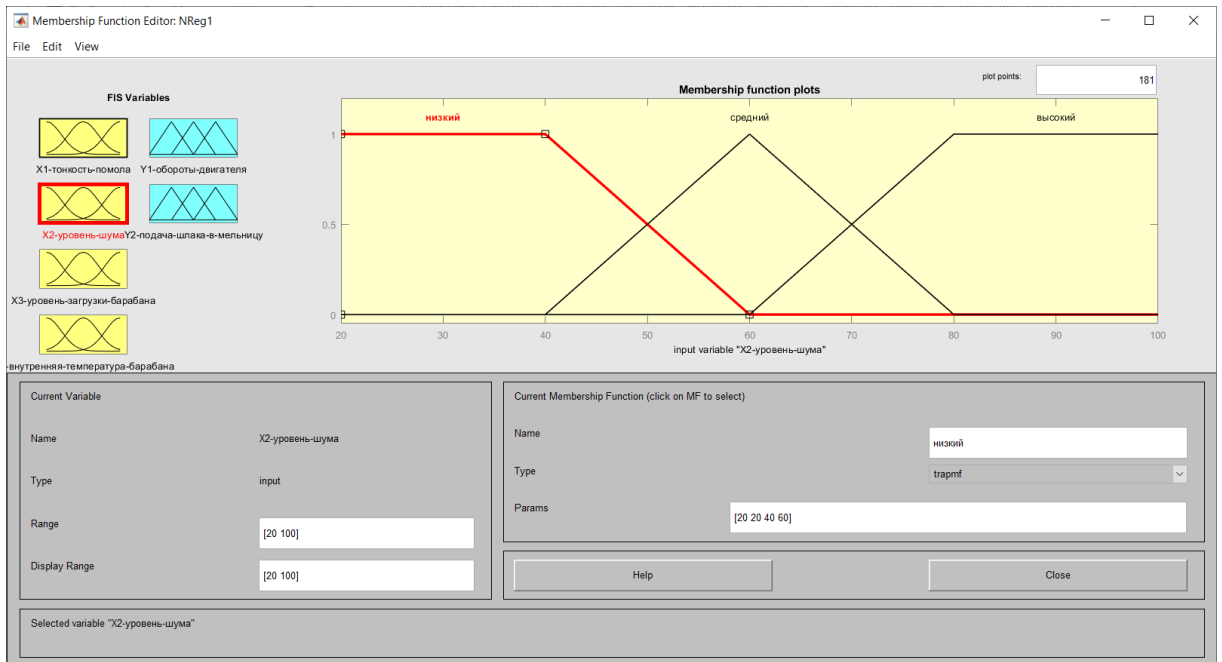 Membership Function Editor: NReg1
File Edit View
FIS Variables
X1-тонкость-помола
Y1-обороты-двигателя
X2-уровень-шума
Y2-подача-шлака-в-мельницу
X3-уровень-загрузки-барабана
-внутренняя-температура-барабана
plot points:
181
Membership function plots
низкий
средний
высокий
1
0.5
0
20 30 40 50 60 70 80 90 100
input variable "X2-уровень-шума"
Current Variable
Name
X2-уровень-шума
Type
input
Range
[20 100]
Display Range
[20 100]
Current Membership Function (click on MF to select)
Name
низкий
Type
trapmf
Params
[20 20 40 60]
Help
Close
Selected variable "X2-уровень-шума"